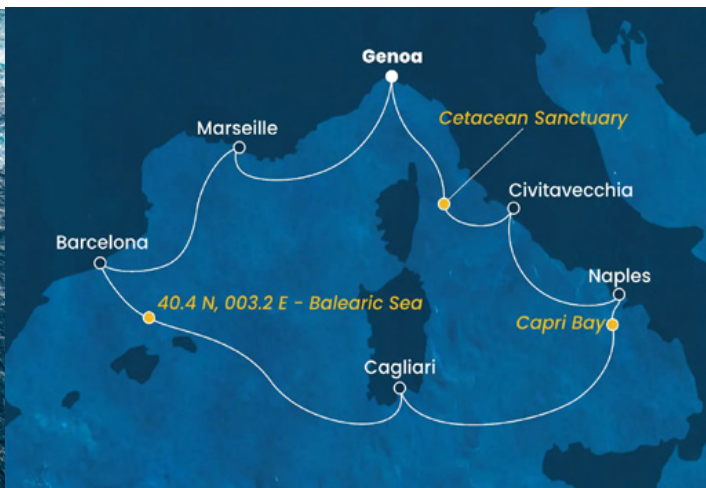 Genoa
Cetacean Sanctuary
Marseille
Civitavecchia
Barcelona
Naples
40.4 N, 003.2 E - Balearic Sea
Capri Bay
Cagliari